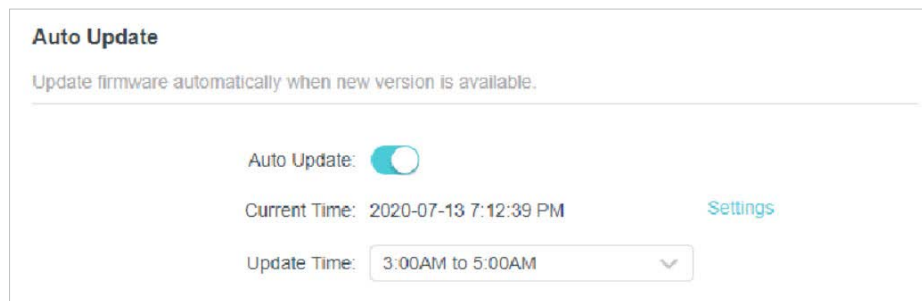 Auto Update
Update firmware automatically when new version is available.
Auto Update:
Current Time: 2020-07-13 7:12:39 PM Settings
Update Time: 3:00AM to 5:00AM